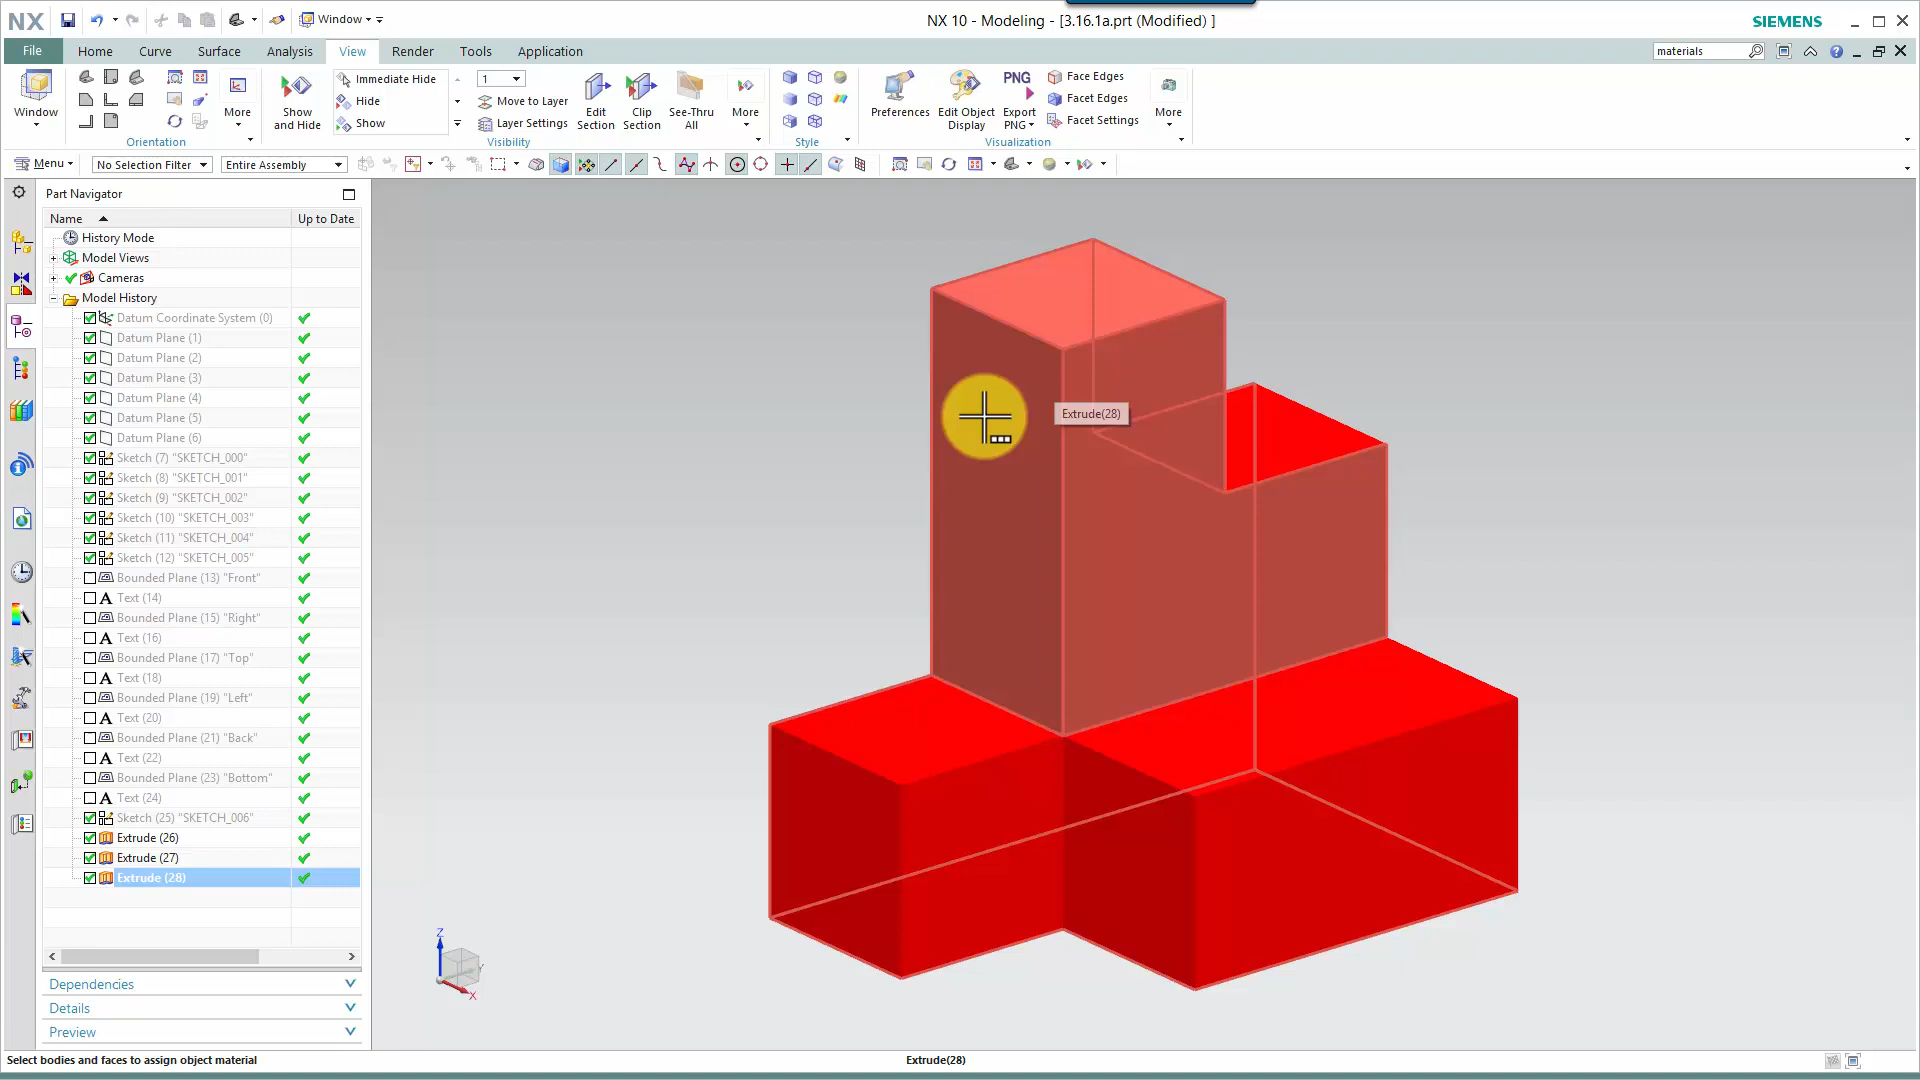 NX
Window
NX 10 - Modeling - [3.16.1a.prt (Modified) ]
SIEMENS
File
Home
Curve
Surface
Analysis
View
Render
Tools
Application
materials
Window
More
Orientation
Show and Hide
Immediate Hide
Hide
Show
1
Move to Layer
Layer Settings
Edit Section
Clip Section
See-Thru All
More
Visibility
Style
Preferences
Edit Object Display
PNG
Export PNG
Face Edges
Facet Edges
Facet Settings
More
Visualization
Menu
No Selection Filter
Entire Assembly
Part Navigator
Name
Up to Date
History Mode
Model Views
Cameras
Model History
Datum Coordinate System (0)
Datum Plane (1)
Datum Plane (2)
Datum Plane (3)
Datum Plane (4)
Datum Plane (5)
Datum Plane (6)
Sketch (7) "SKETCH_000"
Sketch (8) "SKETCH_001"
Sketch (9) "SKETCH_002"
Sketch (10) "SKETCH_003"
Sketch (11) "SKETCH_004"
Sketch (12) "SKETCH_005"
Bounded Plane (13) "Front"
Text (14)
Bounded Plane (15) "Right"
Text (16)
Bounded Plane (17) "Top"
Text (18)
Bounded Plane (19) "Left"
Text (20)
Bounded Plane (21) "Back"
Text (22)
Bounded Plane (23) "Bottom"
Text (24)
Sketch (25) "SKETCH_006"
Extrude (26)
Extrude (27)
Extrude (28)
Dependencies
Details
Preview
Extrude(28)
Z
Y
X
Select bodies and faces to assign object material
Extrude(28)